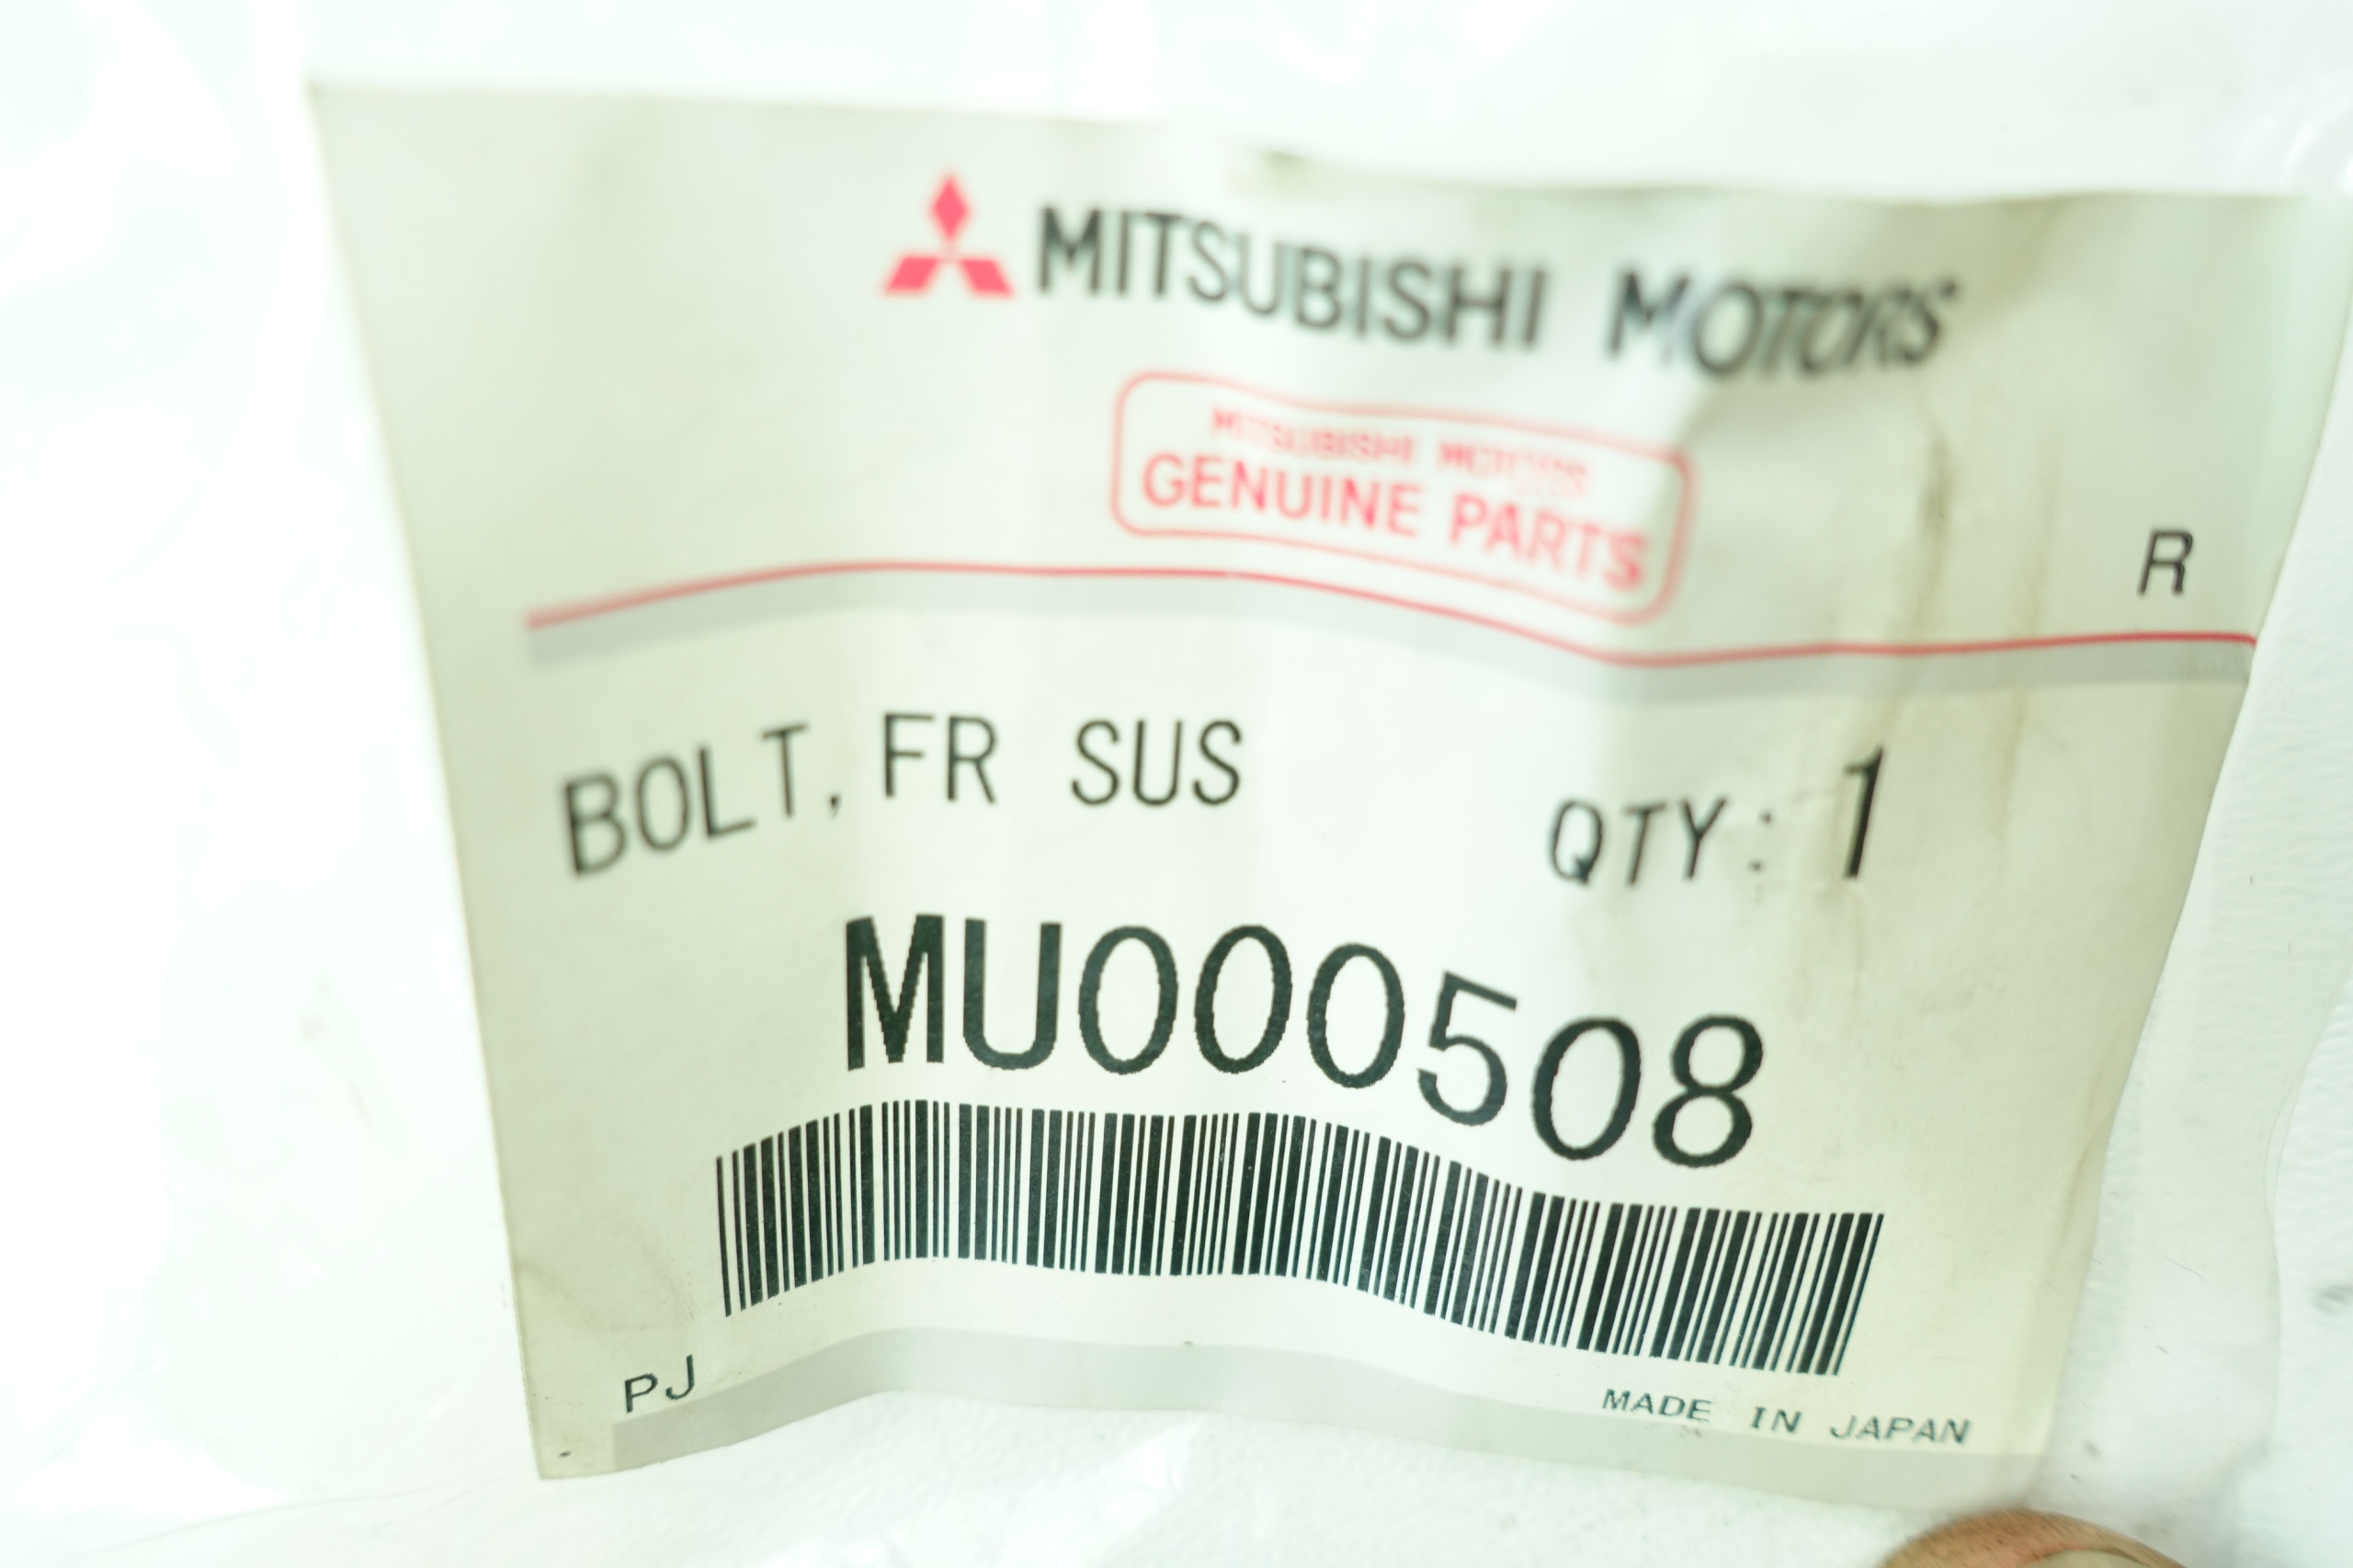 MITSUBISHI MOTORS
MITSUBISHI MOTORS
GENUINE PARTS
R
BOLT, FR SUS
QTY: 1
MU000508
PJ
MADE IN JAPAN